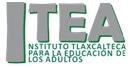 ITEA
INSTITUTO TLAXCALTECA
PARA LA EDUCACIÓN DE
LOS ADULTOS